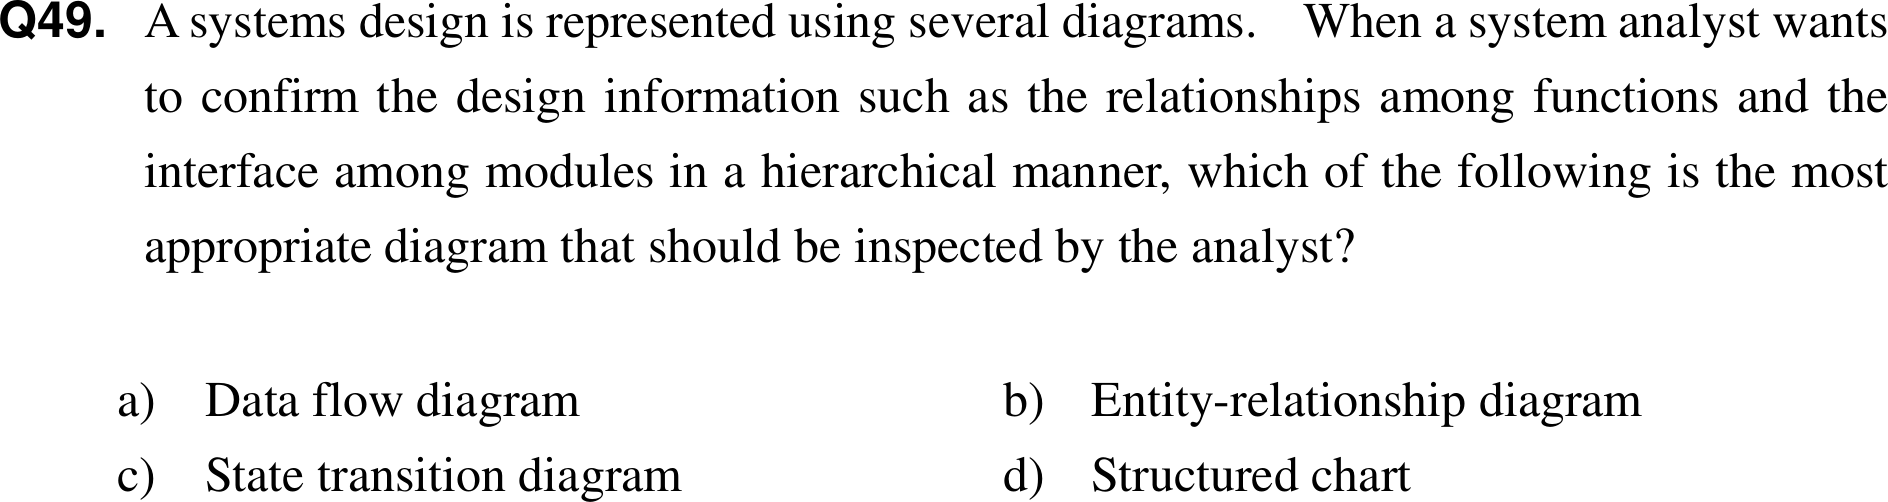 Q49. A systems design is represented using several diagrams. When a system analyst wants
to confirm the design information such as the relationships among functions and the
interface among modules in a hierarchical manner, which of the following is the most
appropriate diagram that should be inspected by the analyst?
a) Data flow diagram b) Entity-relationship diagram
c) State transition diagram d) Structured chart